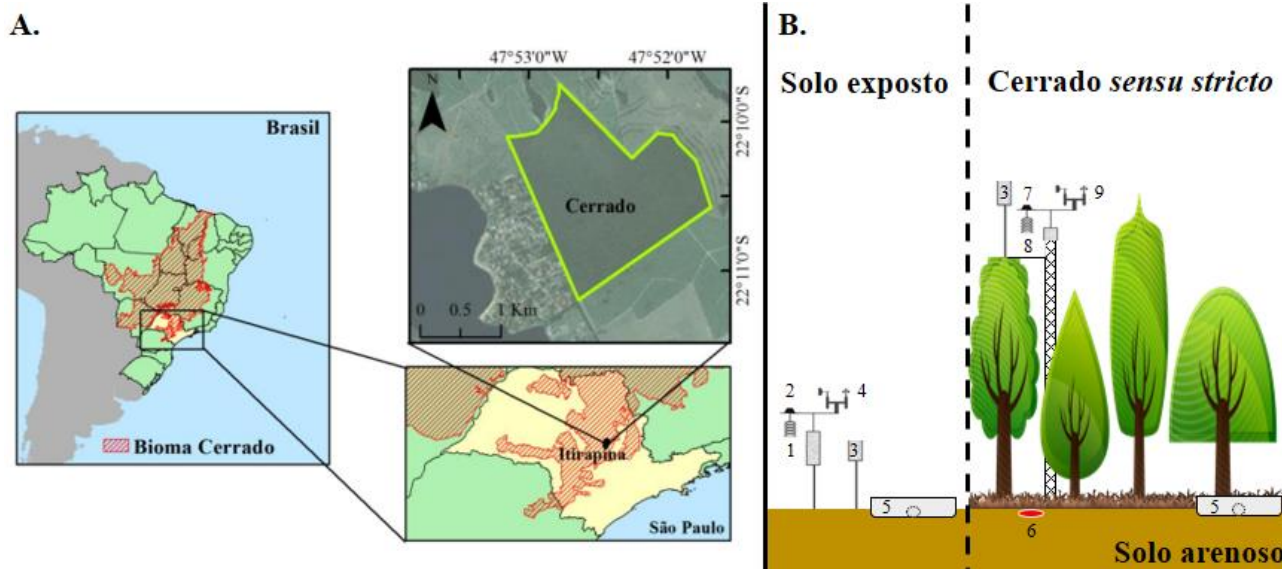 A.
47°53'0"W
47°52'0"W
N
22°10'0"S
22°11'0"S
Cerrado
0
0.5
1 Km
Brasil
Bioma Cerrado
Itirapina
São Paulo
B.
Solo exposto
Cerrado sensu stricto
3
7
9
8
2
4
1
3
5
5
6
Solo arenoso